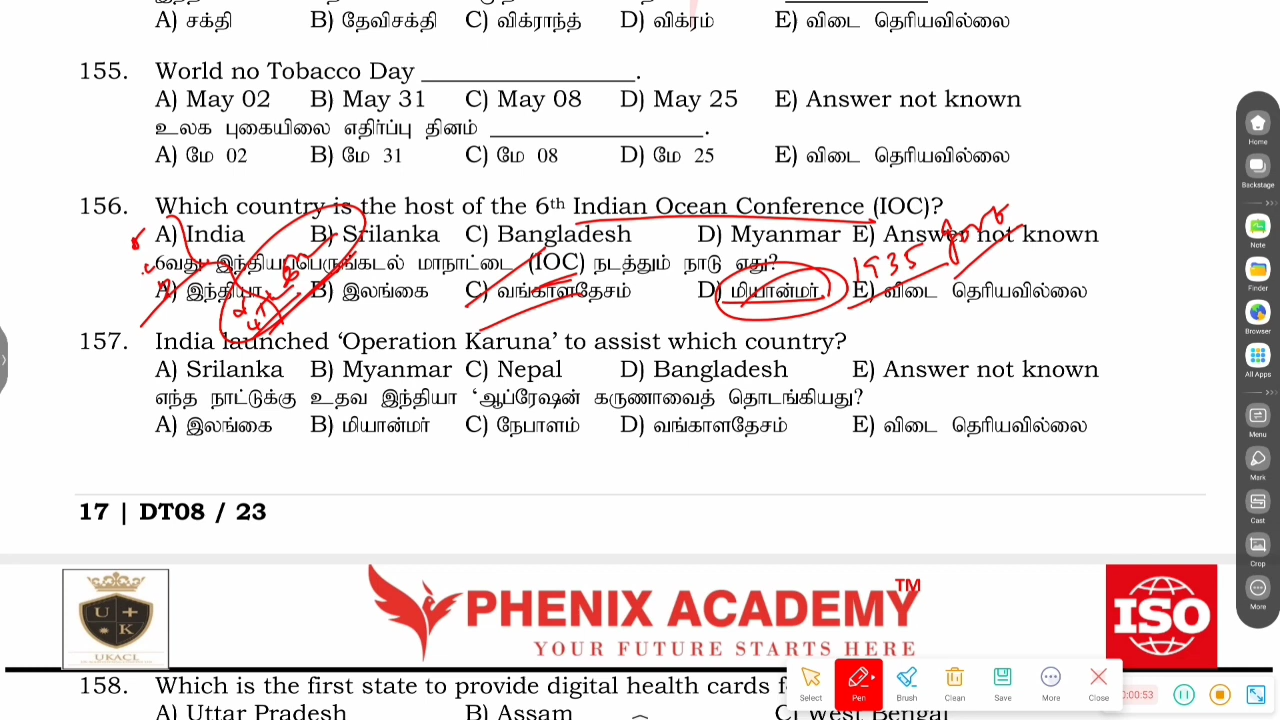 A) சக்தி B) தேவிசக்தி C) விக்ராந்த் D) விக்ரம் E) விடை தெரியவில்லை
155. World no Tobacco Day ________________.
A) May 02 B) May 31 C) May 08 D) May 25 E) Answer not known
உலக புகையிலை எதிர்ப்பு தினம் ________________.
A) மே 02 B) மே 31 C) மே 08 D) மே 25 E) விடை தெரியவில்லை
156. Which country is the host of the 6th Indian Ocean Conference (IOC)?
A) India B) Srilanka C) Bangladesh D) Myanmar E) Answer not known
6வது இந்தியப்பெருங்கடல் மாநாட்டை (IOC) நடத்தும் நாடு எது?
1935
A) இந்தியா B) இலங்கை C) வங்காளதேசம் D) மியான்மர் E) விடை தெரியவில்லை
157. India launched ‘Operation Karuna’ to assist which country?
A) Srilanka B) Myanmar C) Nepal D) Bangladesh E) Answer not known
எந்த நாட்டுக்கு உதவ இந்தியா ‘ஆப்ரேஷன் கருணாவைத் தொடங்கியது?
A) இலங்கை B) மியான்மர் C) நேபாளம் D) வங்காளதேசம் E) விடை தெரியவில்லை
17 | DT08 / 23
U K
UKACL
PHENIX ACADEMY™
YOUR FUTURE STARTS HERE
ISO
158. Which is the first state to provide digital health cards
A) Uttar Pradesh B) Assam C) West Bengal
Home
Backstage
Note
Finder
Browser
All Apps
Menu
Mark
Cast
Crop
More
Select Pen Brush Clean Save More Close
0:00:53